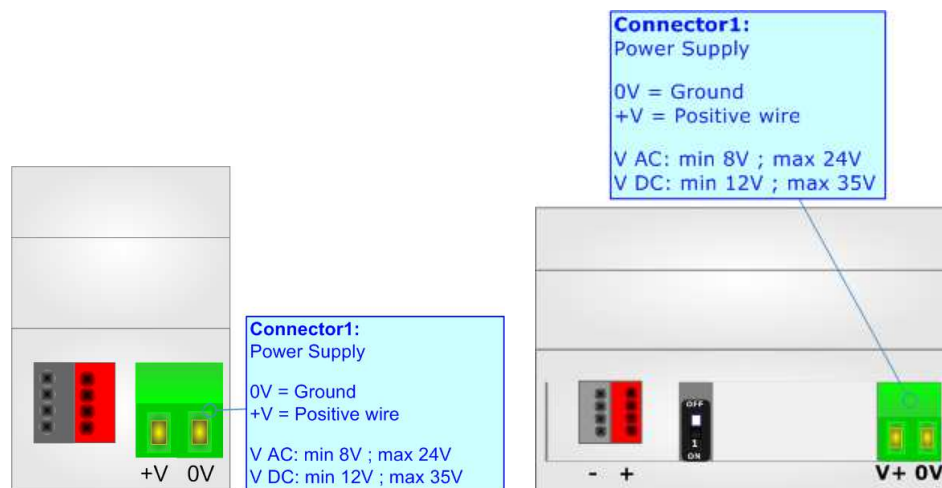 Connector1:
Power Supply
0V = Ground
+V = Positive wire
V AC: min 8V ; max 24V
V DC: min 12V ; max 35V
+V 0V
Connector1:
Power Supply
0V = Ground
+V = Positive wire
V AC: min 8V ; max 24V
V DC: min 12V ; max 35V
OFF
1
ON
- +
V+ 0V